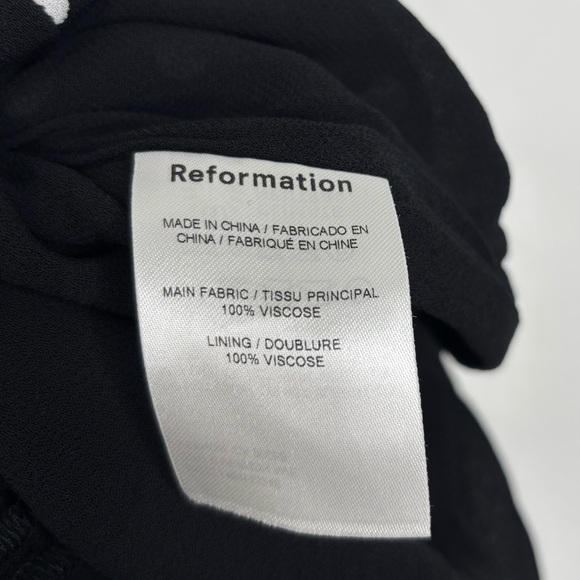 Reformation
MADE IN CHINA / FABRICADO EN
CHINA / FABRIQUÉ EN CHINE
MAIN FABRIC / TISSU PRINCIPAL
100% VISCOSE
LINING / DOUBLURE
100% VISCOSE